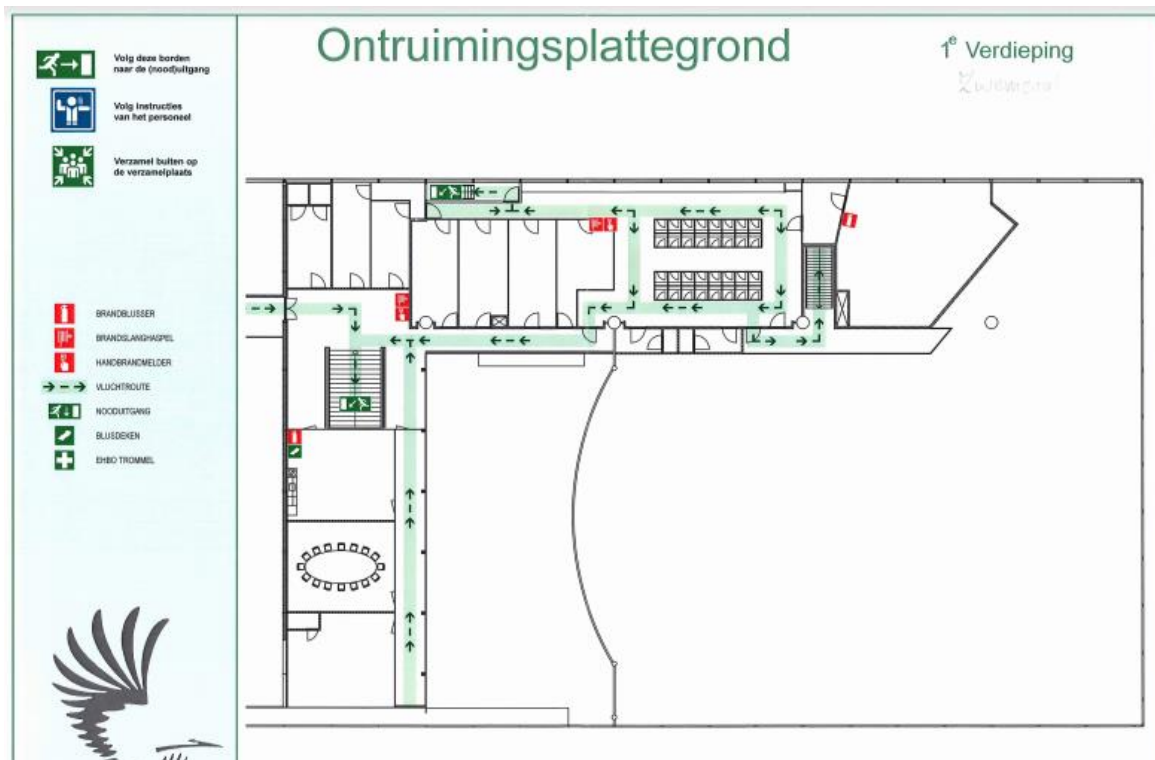 Ontruimingsplattegrond
1e Verdieping
Volg deze borden
naar de (nood)uitgang
Volg instructies
van het personeel
Verzamel buiten op
de verzamelplaats
BRANDBLUSSER
BRANDSLANGHASPEL
HANDBRANDMELDER
VLUCHTROUTE
NOODUITGANG
BLUSDEKEN
EHBO TROMMEL